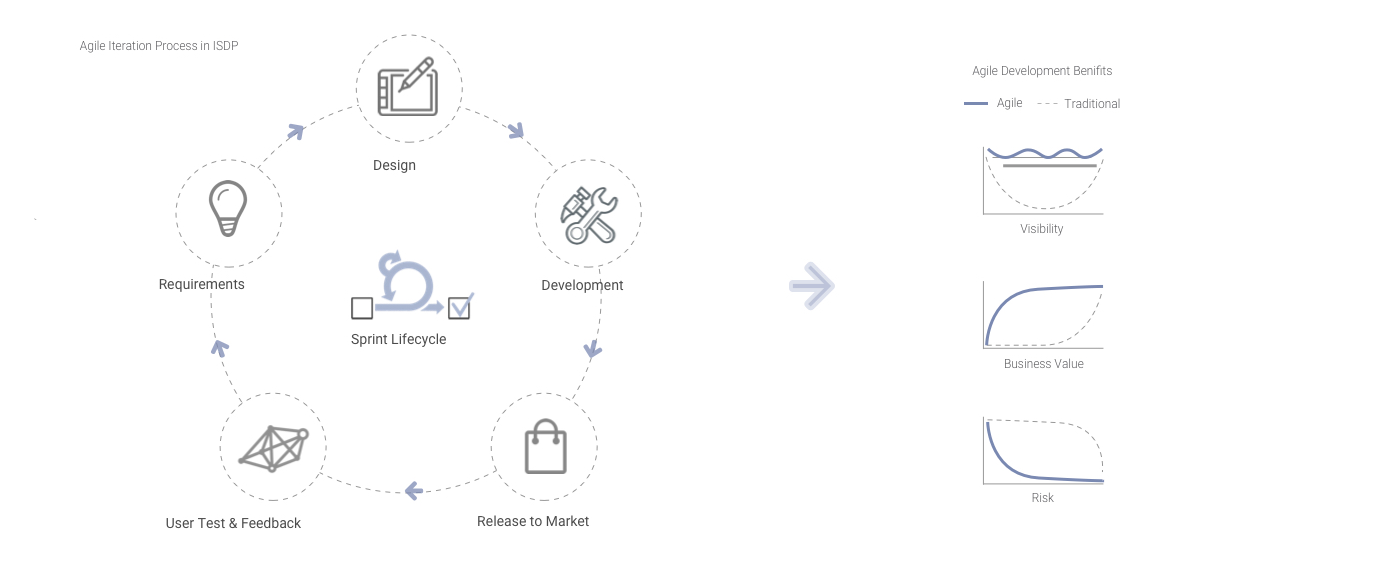 Agile Iteration Process in ISDP
Design
Requirements
Development
Sprint Lifecycle
User Test & Feedback
Release to Market
Agile Development Benifits
Agile
Traditional
Visibility
Business Value
Risk